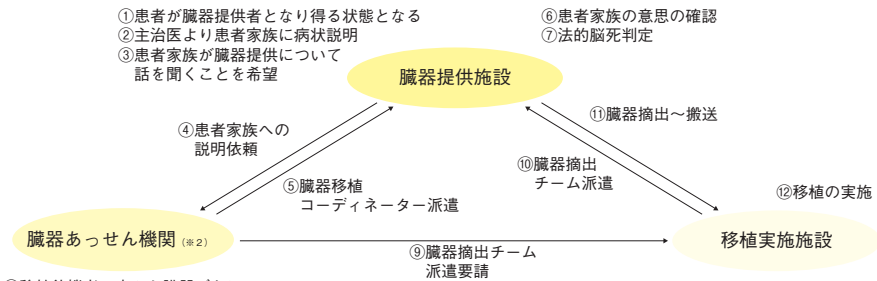 ①患者が臓器提供者となり得る状態となる
②主治医より患者家族に病状説明
③患者家族が臓器提供について
話を聞くことを希望
⑥患者家族の意思の確認
⑦法的脳死判定
臓器提供施設
④患者家族への
説明依頼
⑪臓器摘出～搬送
⑩臓器摘出
チーム派遣
⑤臓器移植
コーディネーター派遣
⑫移植の実施
臓器あっせん機関（※2）
移植実施施設
⑨臓器摘出チーム
派遣要請